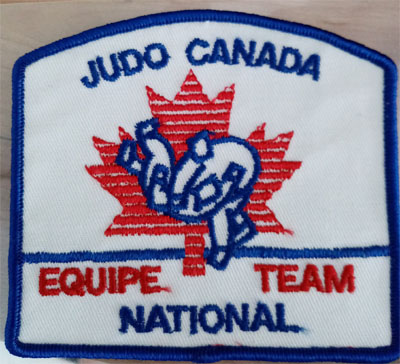 JUDO CANADA
EQUIPE TEAM
NATIONAL